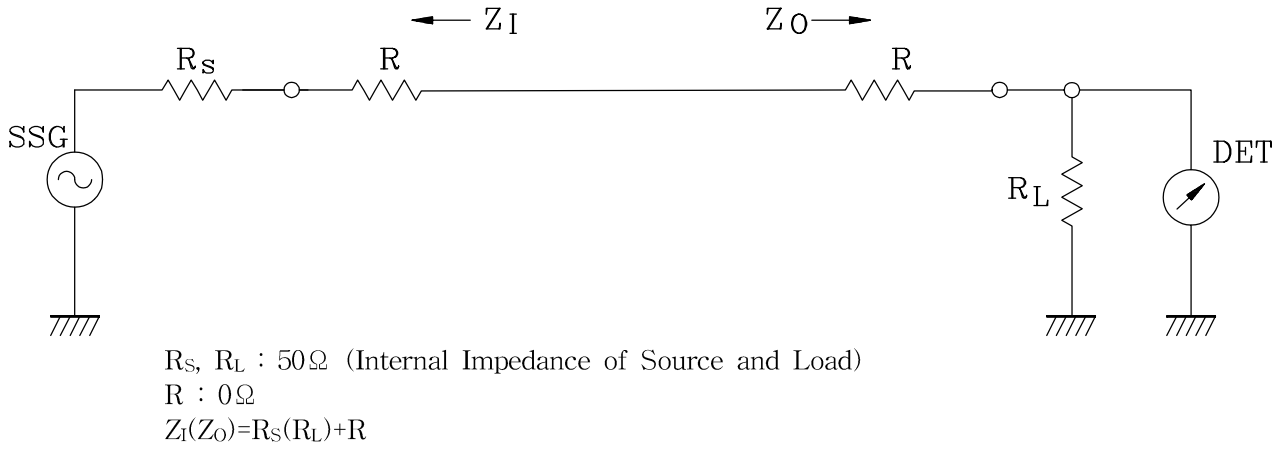 Z_I
Z_O
R_s
R
R
SSG
DET
R_L
R_S, R_L : 50Ω (Internal Impedance of Source and Load)
R : 0Ω
Z_I(Z_O)=R_S(R_L)+R